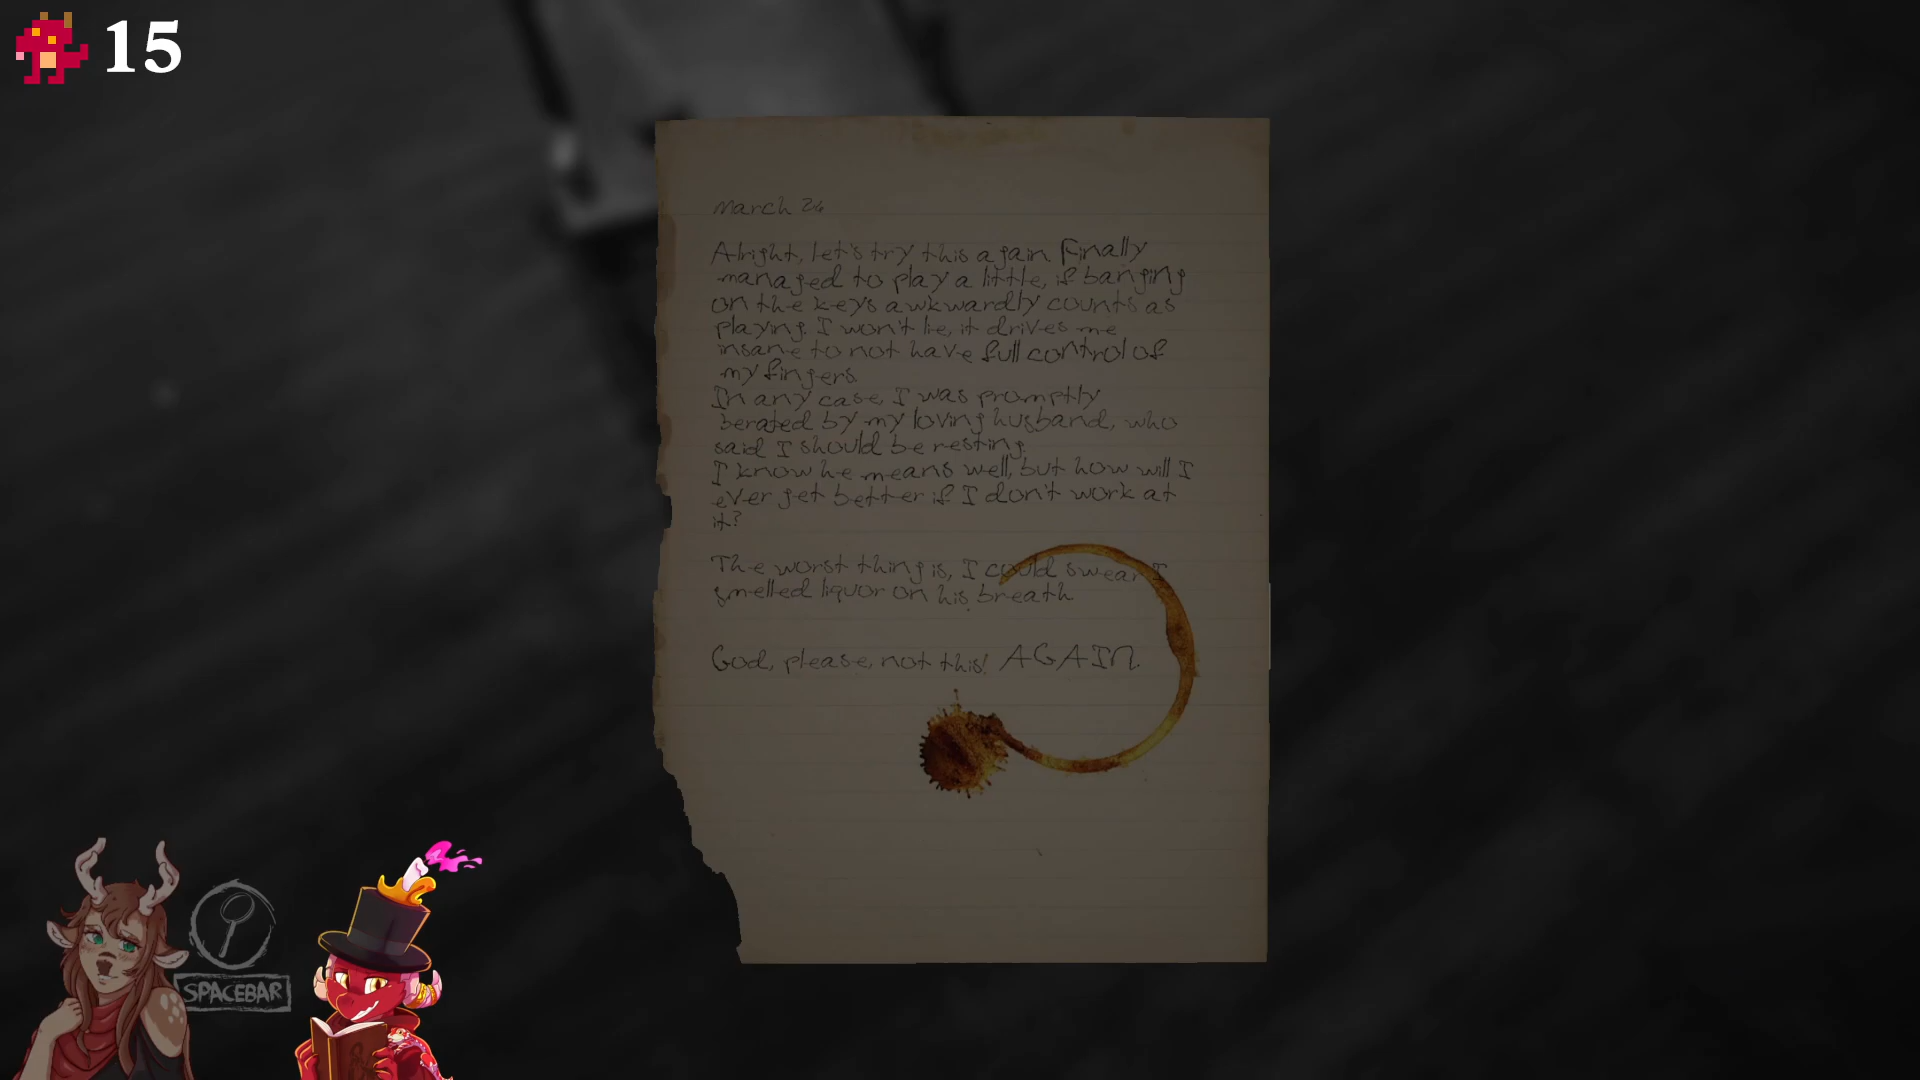 15
March 26
Alright, let's try this again. Finally
managed to play a little, if banging
on the keys awkwardly counts as
playing. I won't lie, it drives me
insane to not have full control of
my fingers.
In any case, I was promptly
berated by my loving husband, who
said I should be resting.
I know he means well, but how will I
ever get better if I don't work at
it?
The worst thing is, I could swear I
smelled liquor on his breath
God, please, not this! AGAIN.
SPACEBAR